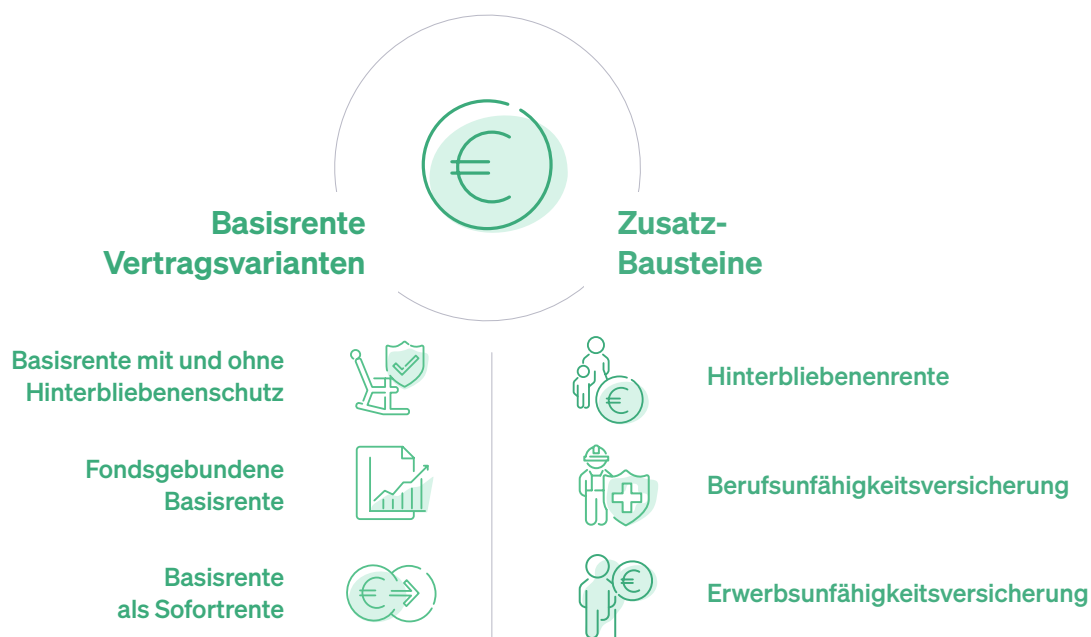 Basisrente
Vertragsvarianten
Zusatz-
Bausteine
Basisrente mit und ohne
Hinterbliebenenschutz
Hinterbliebenenrente
Fondsgebundene
Basisrente
Berufsunfähigkeitsversicherung
Basisrente
als Sofortrente
Erwerbsunfähigkeitsversicherung